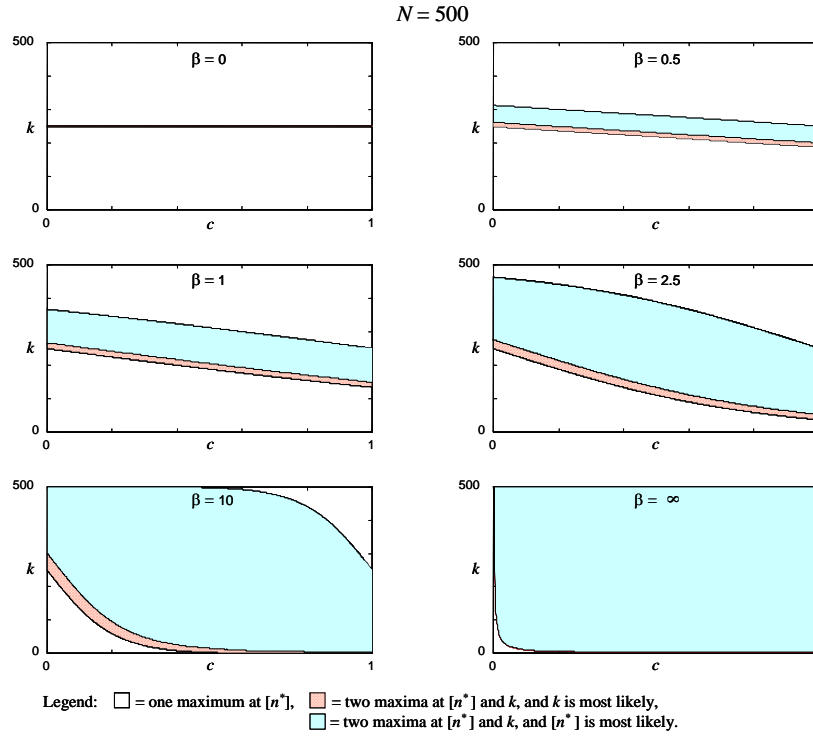 N = 500
500
β = 0
k
0
0
c
1
500
β = 0.5
k
0
0
c
500
β = 1
k
0
0
c
1
500
β = 2.5
k
0
0
c
500
β = 10
k
0
0
c
1
500
β = ∞
k
0
0
c
Legend: = one maximum at [n*], = two maxima at [n*] and k, and k is most likely,
= two maxima at [n*] and k, and [n*] is most likely.